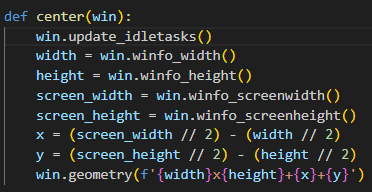 def center(win):
    win.update_idletasks()
    width = win.winfo_width()
    height = win.winfo_height()
    screen_width = win.winfo_screenwidth()
    screen_height = win.winfo_screenheight()
    x = (screen_width // 2) - (width // 2)
    y = (screen_height // 2) - (height // 2)
    win.geometry(f'{width}x{height}+{x}+{y}')